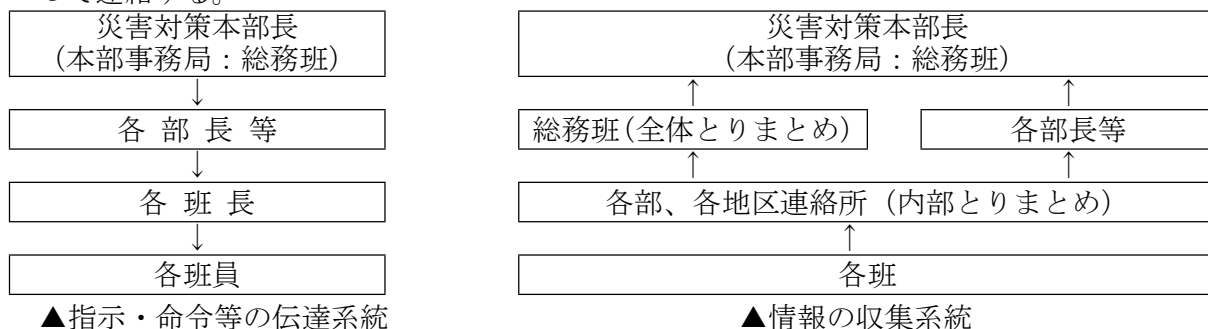 して連絡する。
災害対策本部長
(本部事務局:総務班)
↓
各 部 長 等
↓
各 班 長
↓
各班員
▲指示・命令等の伝達系統
災害対策本部長
(本部事務局:総務班)
↑ ↑
総務班(全体とりまとめ) 各部長等
↑ ↑
各部、各地区連絡所(内部とりまとめ)
↑
各班
▲情報の収集系統